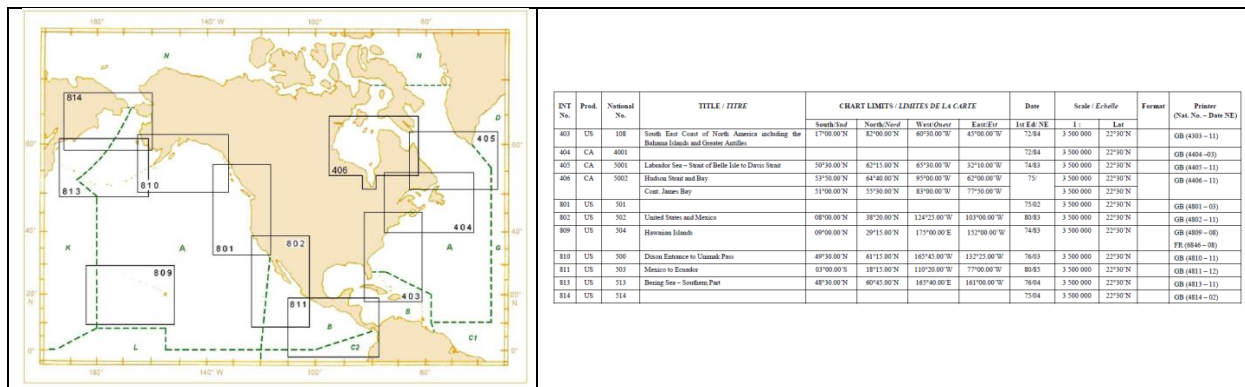 180° 140° W 100° 80° 60°
N N
814
D
60° 405 60°
406
813 810
404
40° K A 801 802 A 40°
G
809
20° 403 20°
N 811 B N
B C1
0° L C2 0°
180° 140° W 100° 80° 60°
INT No. Prod. National No. TITLE / TITRE CHART LIMITS / LIMITES DE LA CARTE Date Scale / Echelle Format Printer (Nat. No. – Date NE)
South/Sud North/Nord West/Ouest East/Est 1st Ed/ NE 1 : Lat
403 US 108 South East Coast of North America including the Bahama Islands and Greater Antilles 17°00.00'N 82°00.00'N 60°30.00'W 45°00.00'W 72/84 3 500 000 22°30'N GB (4303 – 11)
404 CA 4001 72/84 3 500 000 22°30'N GB (4404 –03)
405 CA 5001 Labrador Sea – Strait of Belle Isle to Davis Strait 50°30.00'N 62°15.00'N 65°30.00'W 32°10.00'W 74/83 3 500 000 22°30'N GB (4405 – 11)
406 CA 5002 Hudson Strait and Bay 53°50.00'N 64°40.00'N 95°00.00'W 62°00.00'W 75/ 3 500 000 22°30'N GB (4406 – 11)
Cont. James Bay 51°00.00'N 55°30.00'N 83°00.00'W 77°50.00'W 3 500 000 22°30'N
801 US 501 75/02 3 500 000 22°30'N GB (4801 – 03)
802 US 502 United States and Mexico 08°00.00'N 38°20.00'N 124°25.00'W 103°00.00'W 80/83 3 500 000 22°30'N GB (4802 – 11)
809 US 504 Hawaiian Islands 09°00.00'N 29°15.00'N 175°00.00'E 152°00.00'W 74/83 3 500 000 22°30'N GB (4809 – 08)
FR (6846 – 08)
810 US 500 Dixon Entrance to Unimak Pass 49°30.00'N 61°15.00'N 165°45.00'W 132°25.00'W 76/03 3 500 000 22°30'N GB (4810 – 11)
811 US 503 Mexico to Ecuador 03°00.00'S 18°15.00'N 110°20.00'W 77°00.00'W 80/85 3 500 000 22°30'N GB (4811 – 12)
813 US 513 Bering Sea – Southern Part 48°30.00'N 60°45.00'N 165°40.00'E 161°00.00'W 76/04 3 500 000 22°30'N GB (4813 – 11)
814 US 514 75/04 3 500 000 22°30'N GB (4814 – 02)